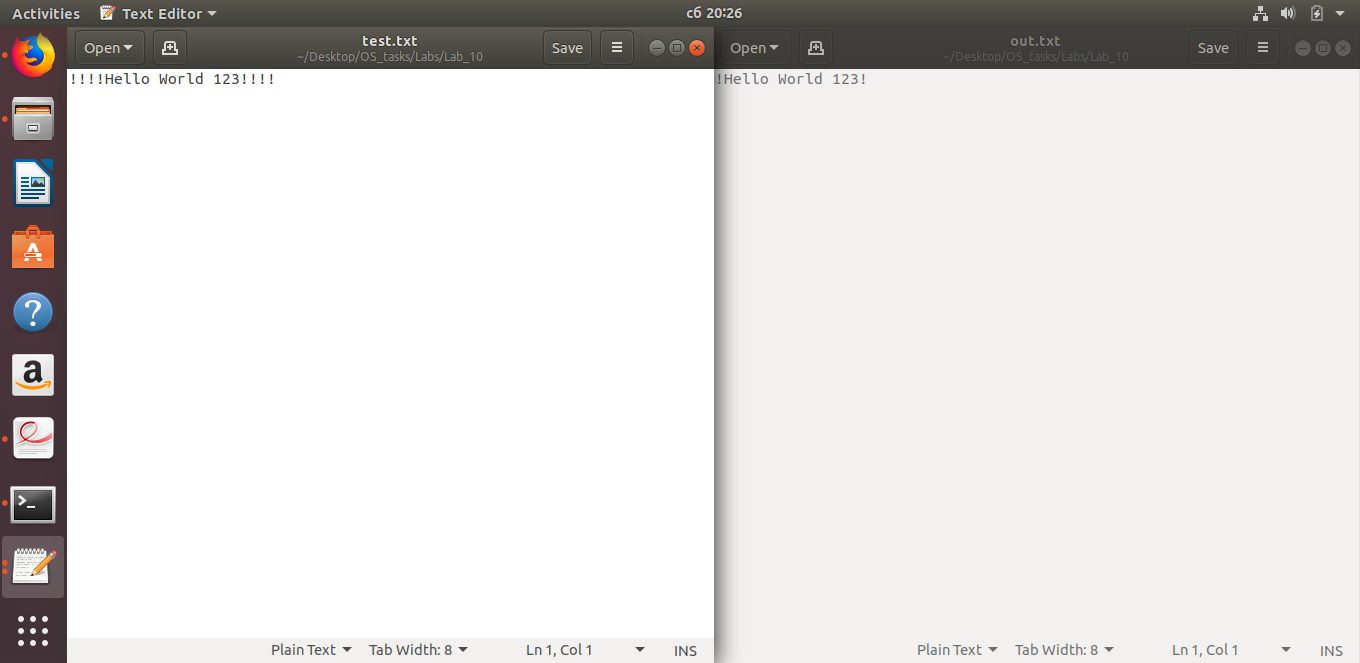 Activities Text Editor сб 20:26
Open test.txt Save
~/Desktop/OS_tasks/Labs/Lab_10
Open out.txt Save
~/Desktop/OS_tasks/Labs/Lab_10
!!!!Hello World 123!!!!
!Hello World 123!
Plain Text Tab Width: 8 Ln 1, Col 1 INS
Plain Text Tab Width: 8 Ln 1, Col 1 INS